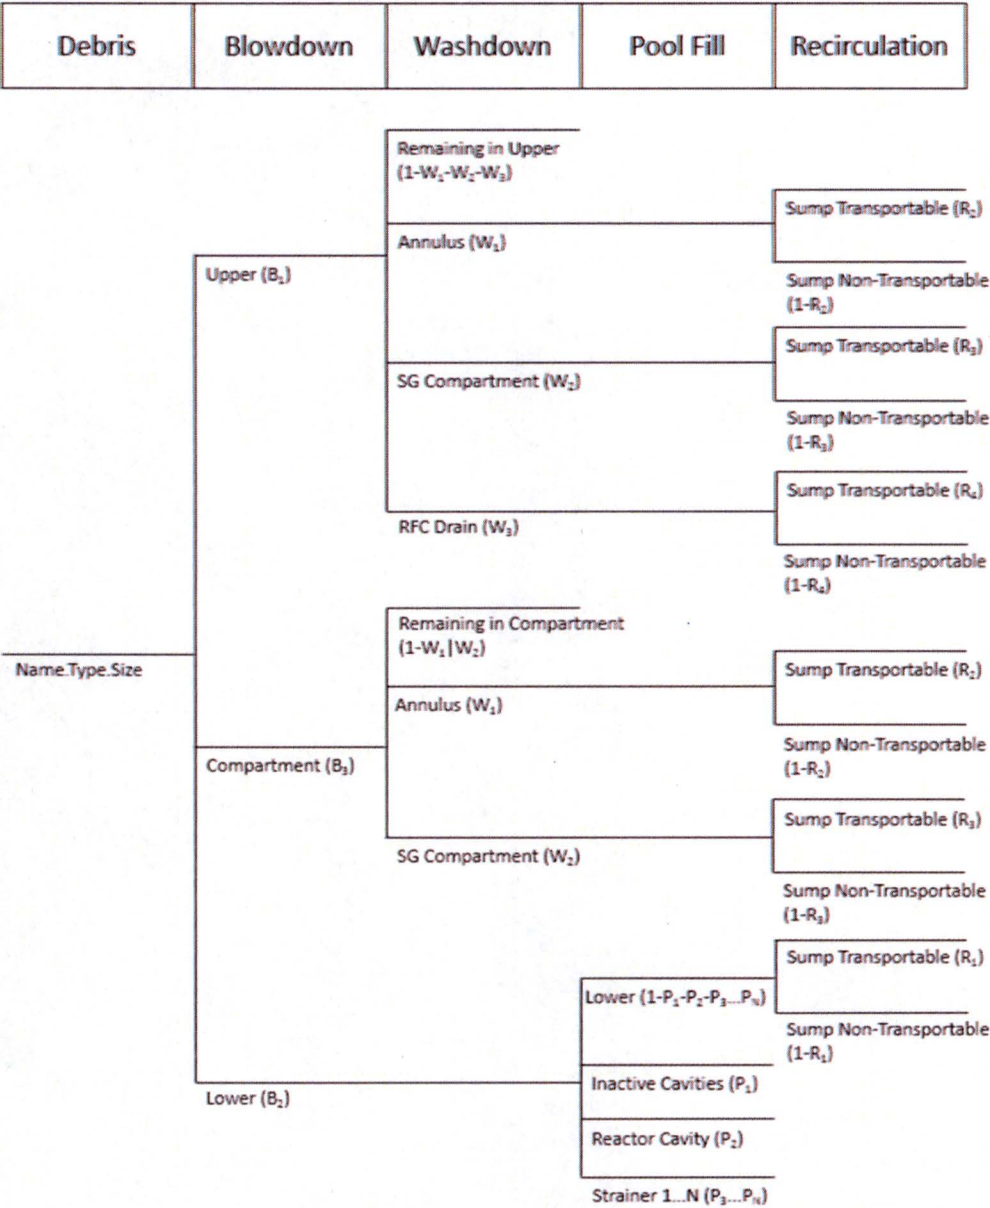 Debris Blowdown Washdown Pool Fill Recirculation
Remaining in Upper
(1-W₁-W₂-W₃)
Sump Transportable (R₂)
Annulus (W₁)
Upper (B₁)
Sump Non-Transportable
(1-R₂)
Sump Transportable (R₃)
SG Compartment (W₂)
Sump Non-Transportable
(1-R₃)
Sump Transportable (R₄)
RFC Drain (W₃)
Sump Non-Transportable
(1-R₄)
Remaining in Compartment
(1-W₁|W₂)
Name.Type.Size
Sump Transportable (R₂)
Annulus (W₁)
Sump Non-Transportable
(1-R₂)
Compartment (B₃)
Sump Transportable (R₃)
SG Compartment (W₂)
Sump Non-Transportable
(1-R₃)
Sump Transportable (R₁)
Lower (1-P₁-P₂-P₃...Pₙ)
Sump Non-Transportable
(1-R₁)
Inactive Cavities (P₁)
Lower (B₂)
Reactor Cavity (P₂)
Strainer 1...N (P₃...Pₙ)